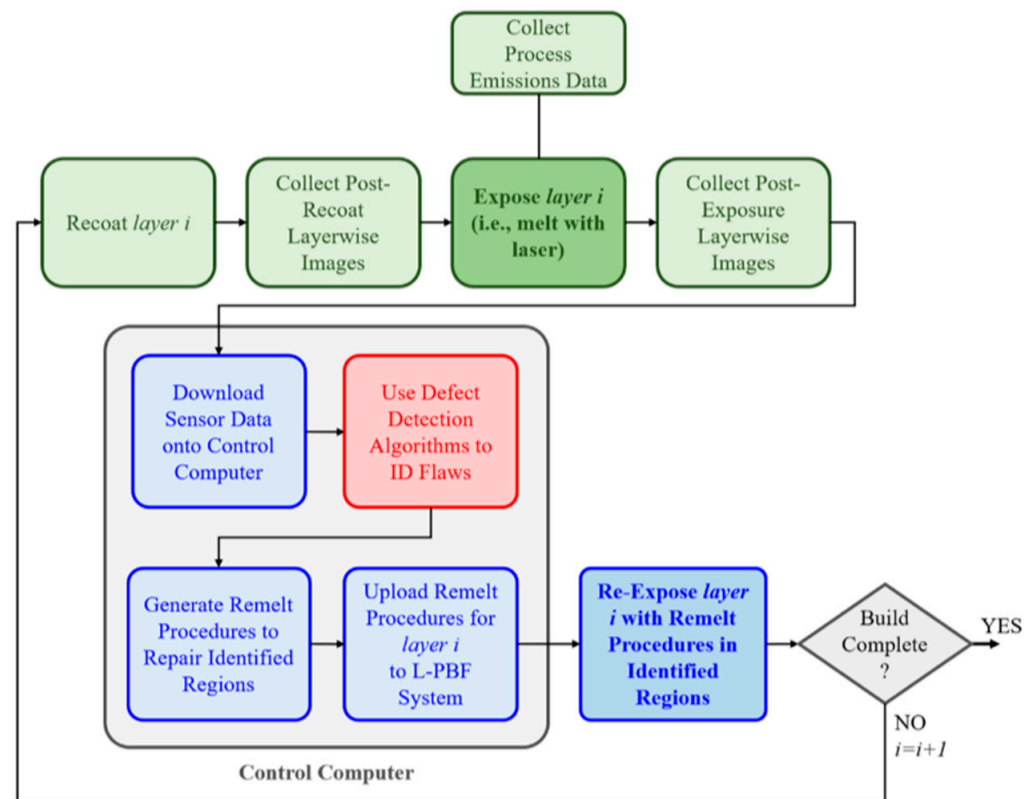 Collect
Process
Emissions Data
Recoat layer i
Collect Post-
Recoat
Layerwise
Images
Expose layer i
(i.e., melt with
laser)
Collect Post-
Exposure
Layerwise
Images
Download
Sensor Data
onto Control
Computer
Use Defect
Detection
Algorithms to
ID Flaws
Generate Remelt
Procedures to
Repair Identified
Regions
Upload Remelt
Procedures for
layer i
to L-PBF
System
Re-Expose layer
i with Remelt
Procedures in
Identified
Regions
Build
Complete
?
YES
NO
i=i+1
Control Computer